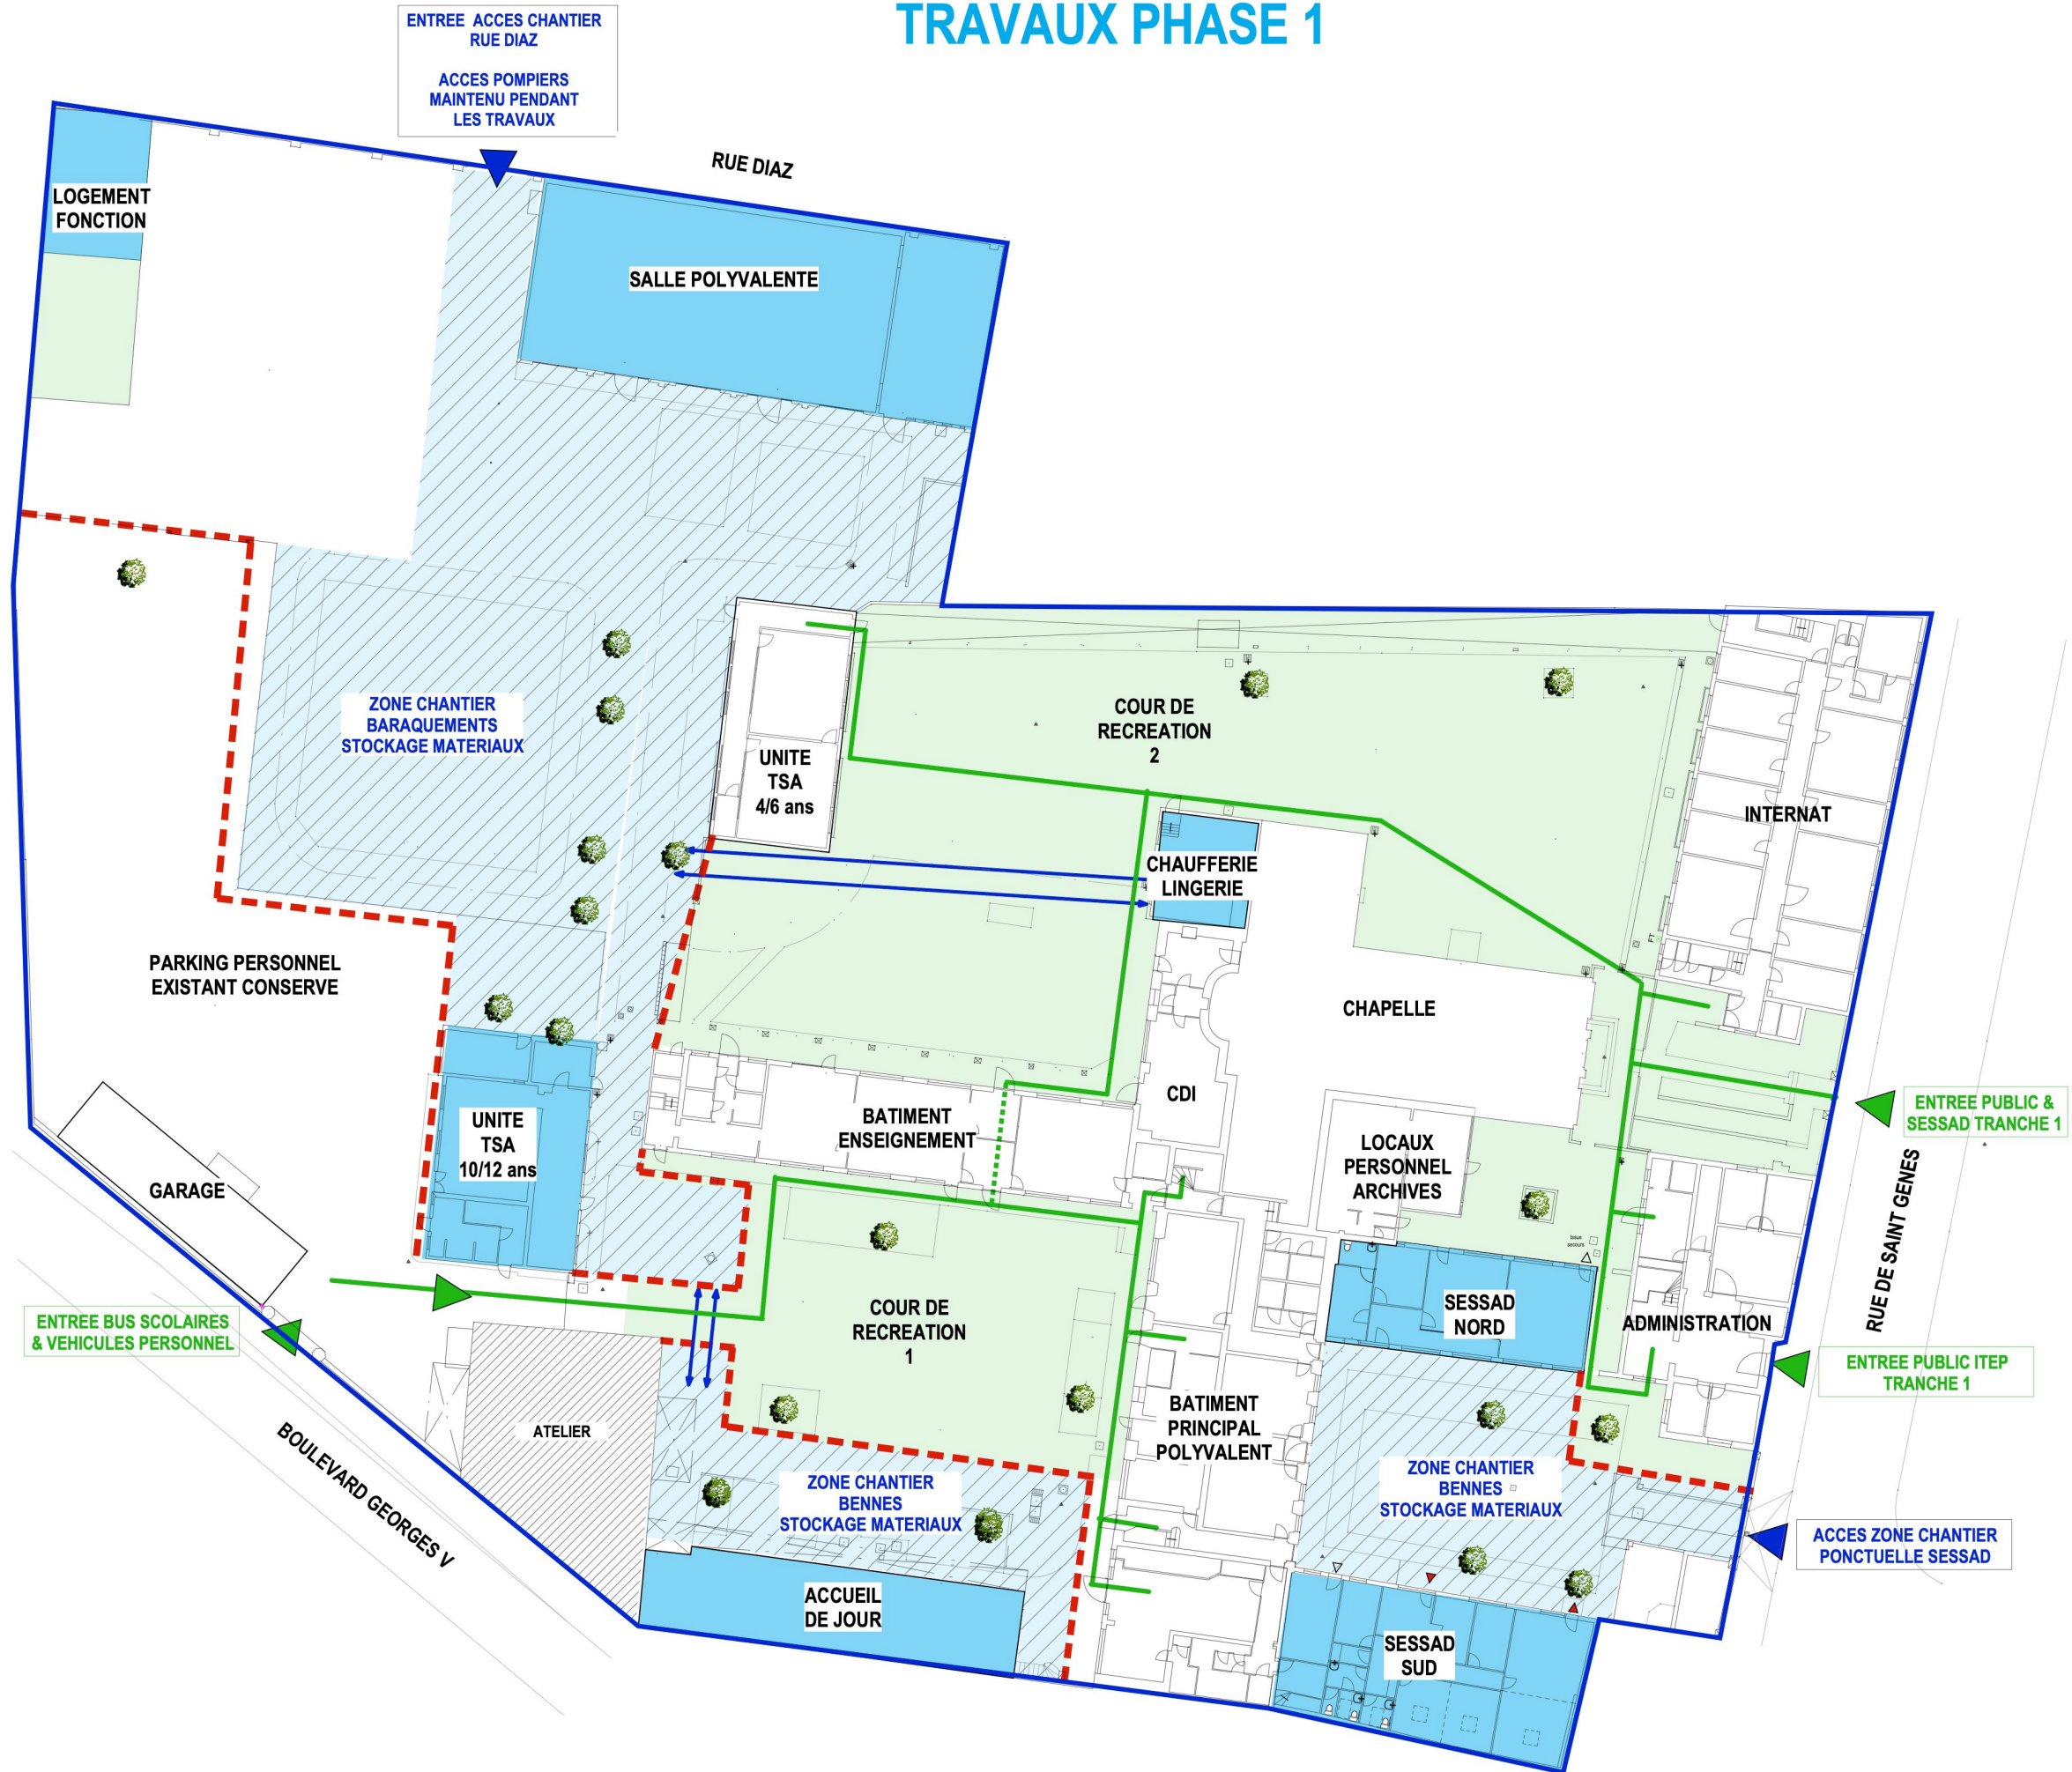 TRAVAUX PHASE 1
ENTREE ACCES CHANTIER
RUE DIAZ
ACCES POMPIERS
MAINTENU PENDANT
LES TRAVAUX
RUE DIAZ
LOGEMENT
FONCTION
SALLE POLYVALENTE
ZONE CHANTIER
BARAQUEMENTS
STOCKAGE MATERIAUX
UNITE
TSA
4/6 ans
COUR DE
RECREATION
2
INTERNAT
CHAUFFERIE
LINGERIE
FT
PARKING PERSONNEL
EXISTANT CONSERVE
CHAPELLE
CDI
UNITE
TSA
10/12 ans
BATIMENT
ENSEIGNEMENT
LOCAUX
PERSONNEL
ARCHIVES
ENTREE PUBLIC &
SESSAD TRANCHE 1
GARAGE
RUE DE SAINT GENES
Issue
secours
ENTREE BUS SCOLAIRES
& VEHICULES PERSONNEL
COUR DE
RECREATION
1
SESSAD
NORD
ADMINISTRATION
ENTREE PUBLIC ITEP
TRANCHE 1
BOULEVARD GEORGES V
ATELIER
BATIMENT
PRINCIPAL
POLYVALENT
ZONE CHANTIER
BENNES
STOCKAGE MATERIAUX
ZONE CHANTIER
BENNES
STOCKAGE MATERIAUX
ACCES ZONE CHANTIER
PONCTUELLE SESSAD
ACCUEIL
DE JOUR
SESSAD
SUD